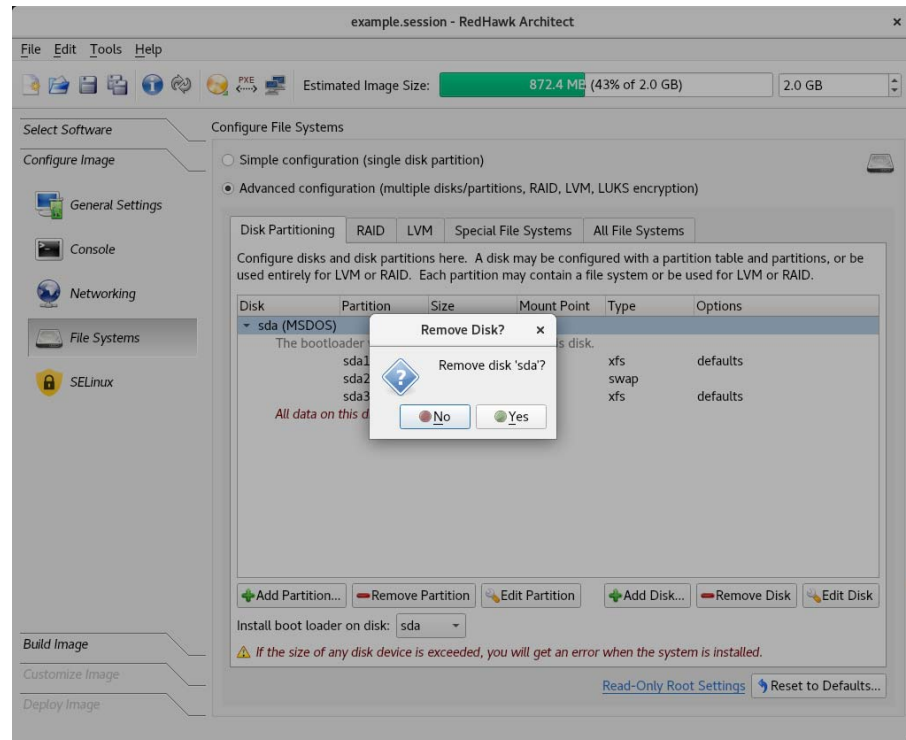 example.session - RedHawk Architect
File Edit Tools Help
PXE Estimated Image Size: 872.4 MB (43% of 2.0 GB) 2.0 GB
Select Software
Configure Image
General Settings
Console
Networking
File Systems
SELinux
Build Image
Customize Image
Deploy Image
Configure File Systems
Simple configuration (single disk partition)
Advanced configuration (multiple disks/partitions, RAID, LVM, LUKS encryption)
Disk Partitioning RAID LVM Special File Systems All File Systems
Configure disks and disk partitions here. A disk may be configured with a partition table and partitions, or be
used entirely for LVM or RAID. Each partition may contain a file system or be used for LVM or RAID.
Disk Partition Size Mount Point Type Options
sda (MSDOS)
The bootloader is disk.
sda1 xfs defaults
sda2 swap
sda3 xfs defaults
All data on this
Remove Disk?
Remove disk 'sda'?
No Yes
Add Partition... Remove Partition Edit Partition Add Disk... Remove Disk Edit Disk
Install boot loader on disk: sda
If the size of any disk device is exceeded, you will get an error when the system is installed.
Read-Only Root Settings Reset to Defaults...